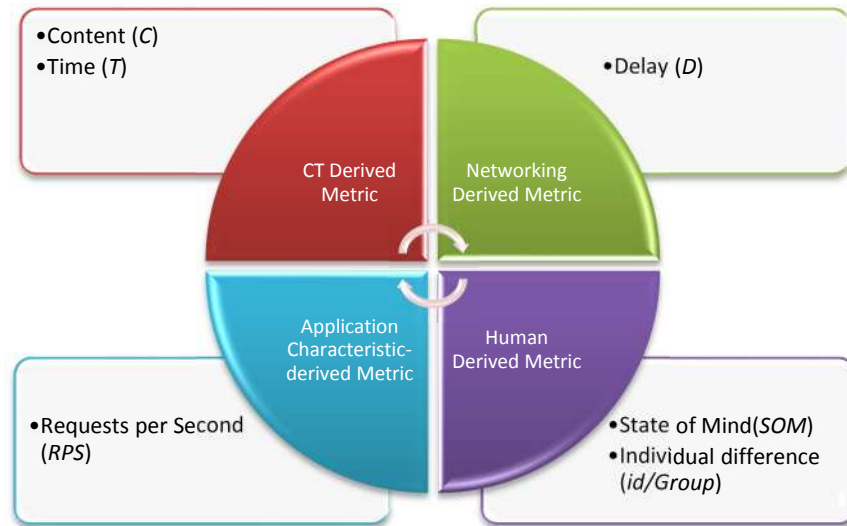 •Content (C)
•Time (T)
•Delay (D)
CT Derived
Metric
Networking
Derived Metric
Application
Characteristic-
derived Metric
Human
Derived Metric
•Requests per Second
(RPS)
•State of Mind(SOM)
•Individual difference
(id/Group)